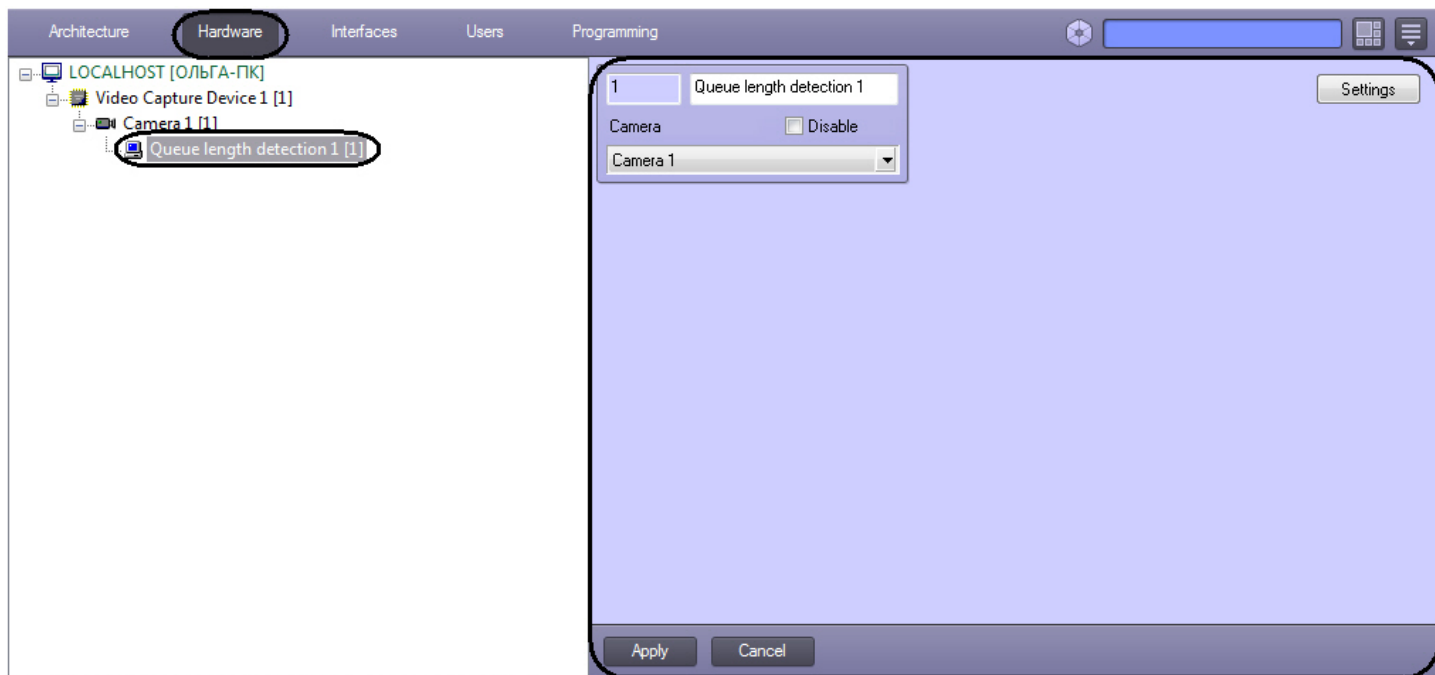 Architecture Hardware Interfaces Users Programming
LOCALHOST [ОЛЬГА-ПК]
Video Capture Device 1 [1]
Camera 1 [1]
Queue length detection 1 [1]
1 Queue length detection 1
Settings
Camera Disable
Camera 1
Apply Cancel